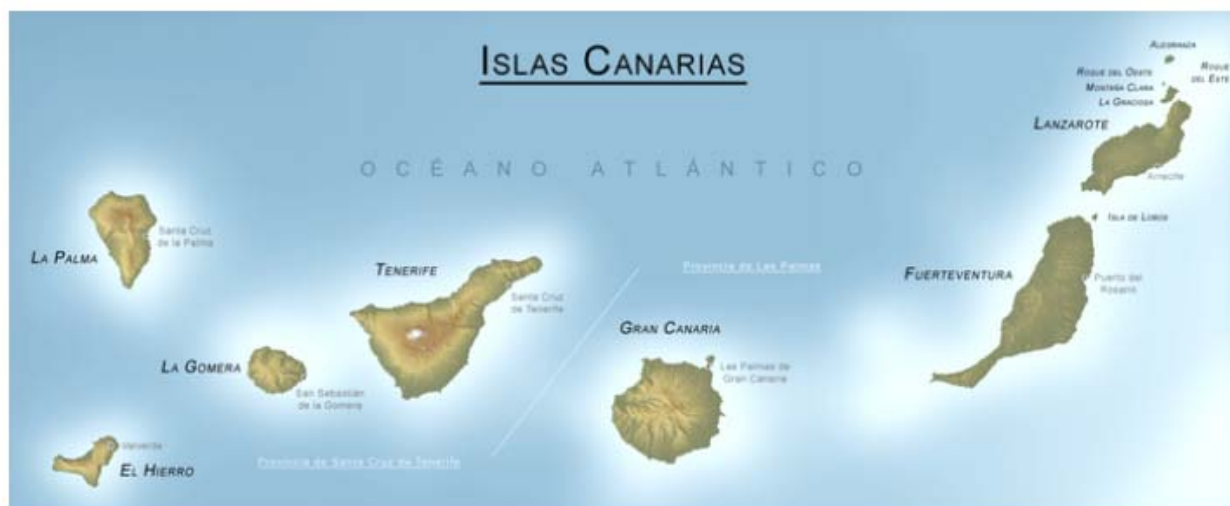 ISLAS CANARIAS
ALEGRANZA
ROQUE DEL OESTE
ROQUE
DEL ESTE
MONTAÑA CLARA
LA GRACIOSA
LANZAROTE
OCÉANO ATLÁNTICO
Arrecife
ISLA DE LOBOS
Santa Cruz
de la Palma
LA PALMA
TENERIFE
Provincia de Las Palmas
FUERTEVENTURA
Puerto del
Rosario
Santa Cruz
de Tenerife
GRAN CANARIA
LA GOMERA
Las Palmas de
Gran Canaria
San Sebastián
de la Gomera
Valverde
EL HIERRO
Provincia de Santa Cruz de Tenerife